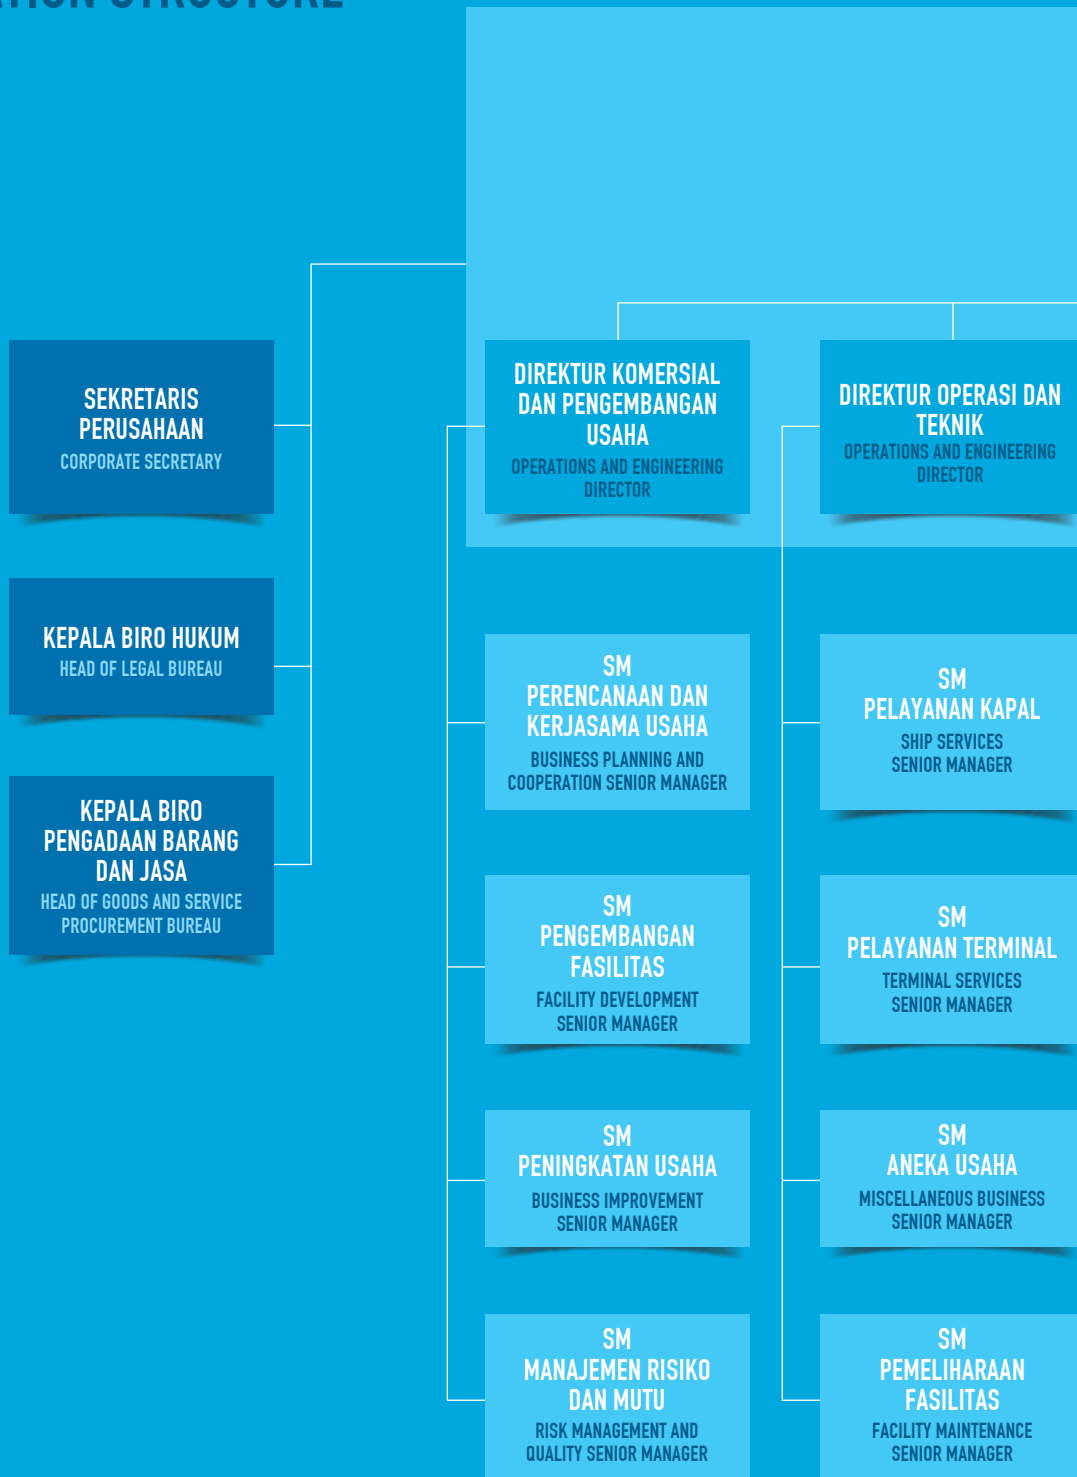 STRUCTURE
SEKRETARIS
PERUSAHAAN
CORPORATE SECRETARY
KEPALA BIRO HUKUM
HEAD OF LEGAL BUREAU
KEPALA BIRO
PENGADAAN BARANG
DAN JASA
HEAD OF GOODS AND SERVICE
PROCUREMENT BUREAU
DIREKTUR KOMERSIAL
DAN PENGEMBANGAN
USAHA
OPERATIONS AND ENGINEERING
DIRECTOR
SM
PERENCANAAN DAN
KERJASAMA USAHA
BUSINESS PLANNING AND
COOPERATION SENIOR MANAGER
SM
PENGEMBANGAN
FASILITAS
FACILITY DEVELOPMENT
SENIOR MANAGER
SM
PENINGKATAN USAHA
BUSINESS IMPROVEMENT
SENIOR MANAGER
SM
MANAJEMEN RISIKO
DAN MUTU
RISK MANAGEMENT AND
QUALITY SENIOR MANAGER
DIREKTUR OPERASI DAN
TEKNIK
OPERATIONS AND ENGINEERING
DIRECTOR
SM
PELAYANAN KAPAL
SHIP SERVICES
SENIOR MANAGER
SM
PELAYANAN TERMINAL
TERMINAL SERVICES
SENIOR MANAGER
SM
ANEKA USAHA
MISCELLANEOUS BUSINESS
SENIOR MANAGER
SM
PEMELIHARAAN
FASILITAS
FACILITY MAINTENANCE
SENIOR MANAGER